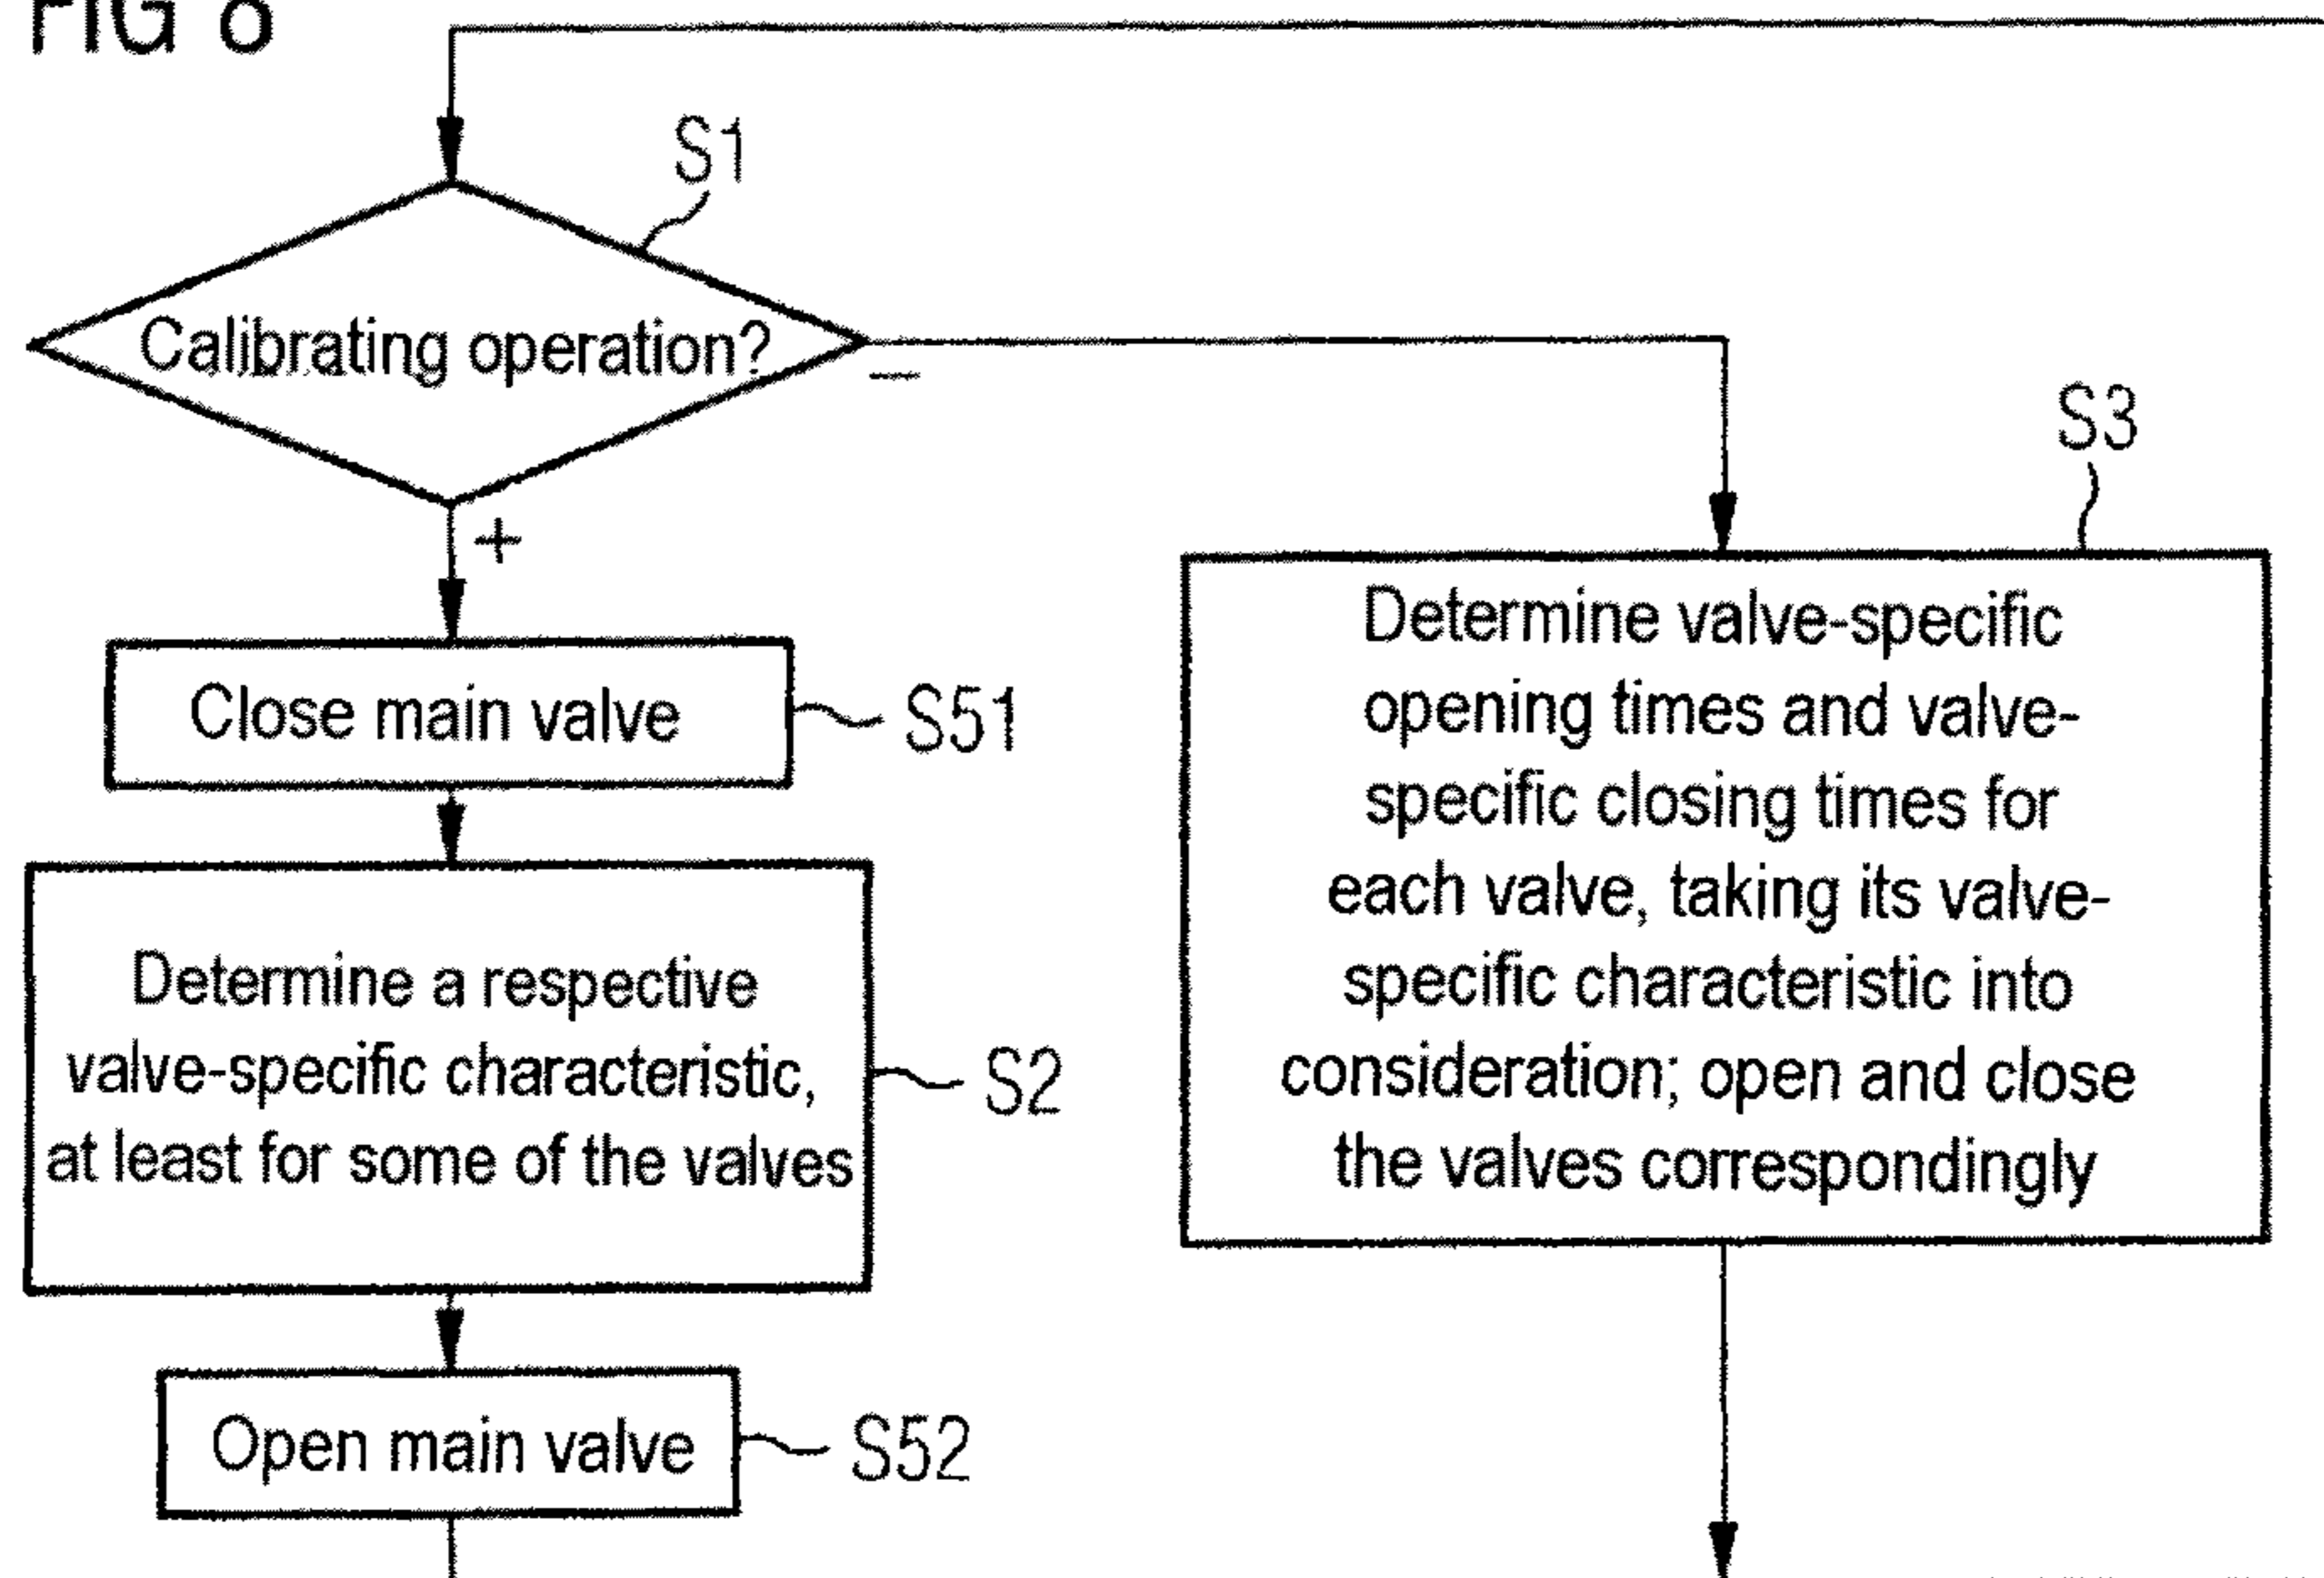 FIG 8
S1
Calibrating operation?
–
+
S3
Close main valve
S51
Determine a respective
valve-specific characteristic,
at least for some of the valves
S2
Open main valve
S52
Determine valve-specific
opening times and valve-
specific closing times for
each valve, taking its valve-
specific characteristic into
consideration; open and close
the valves correspondingly